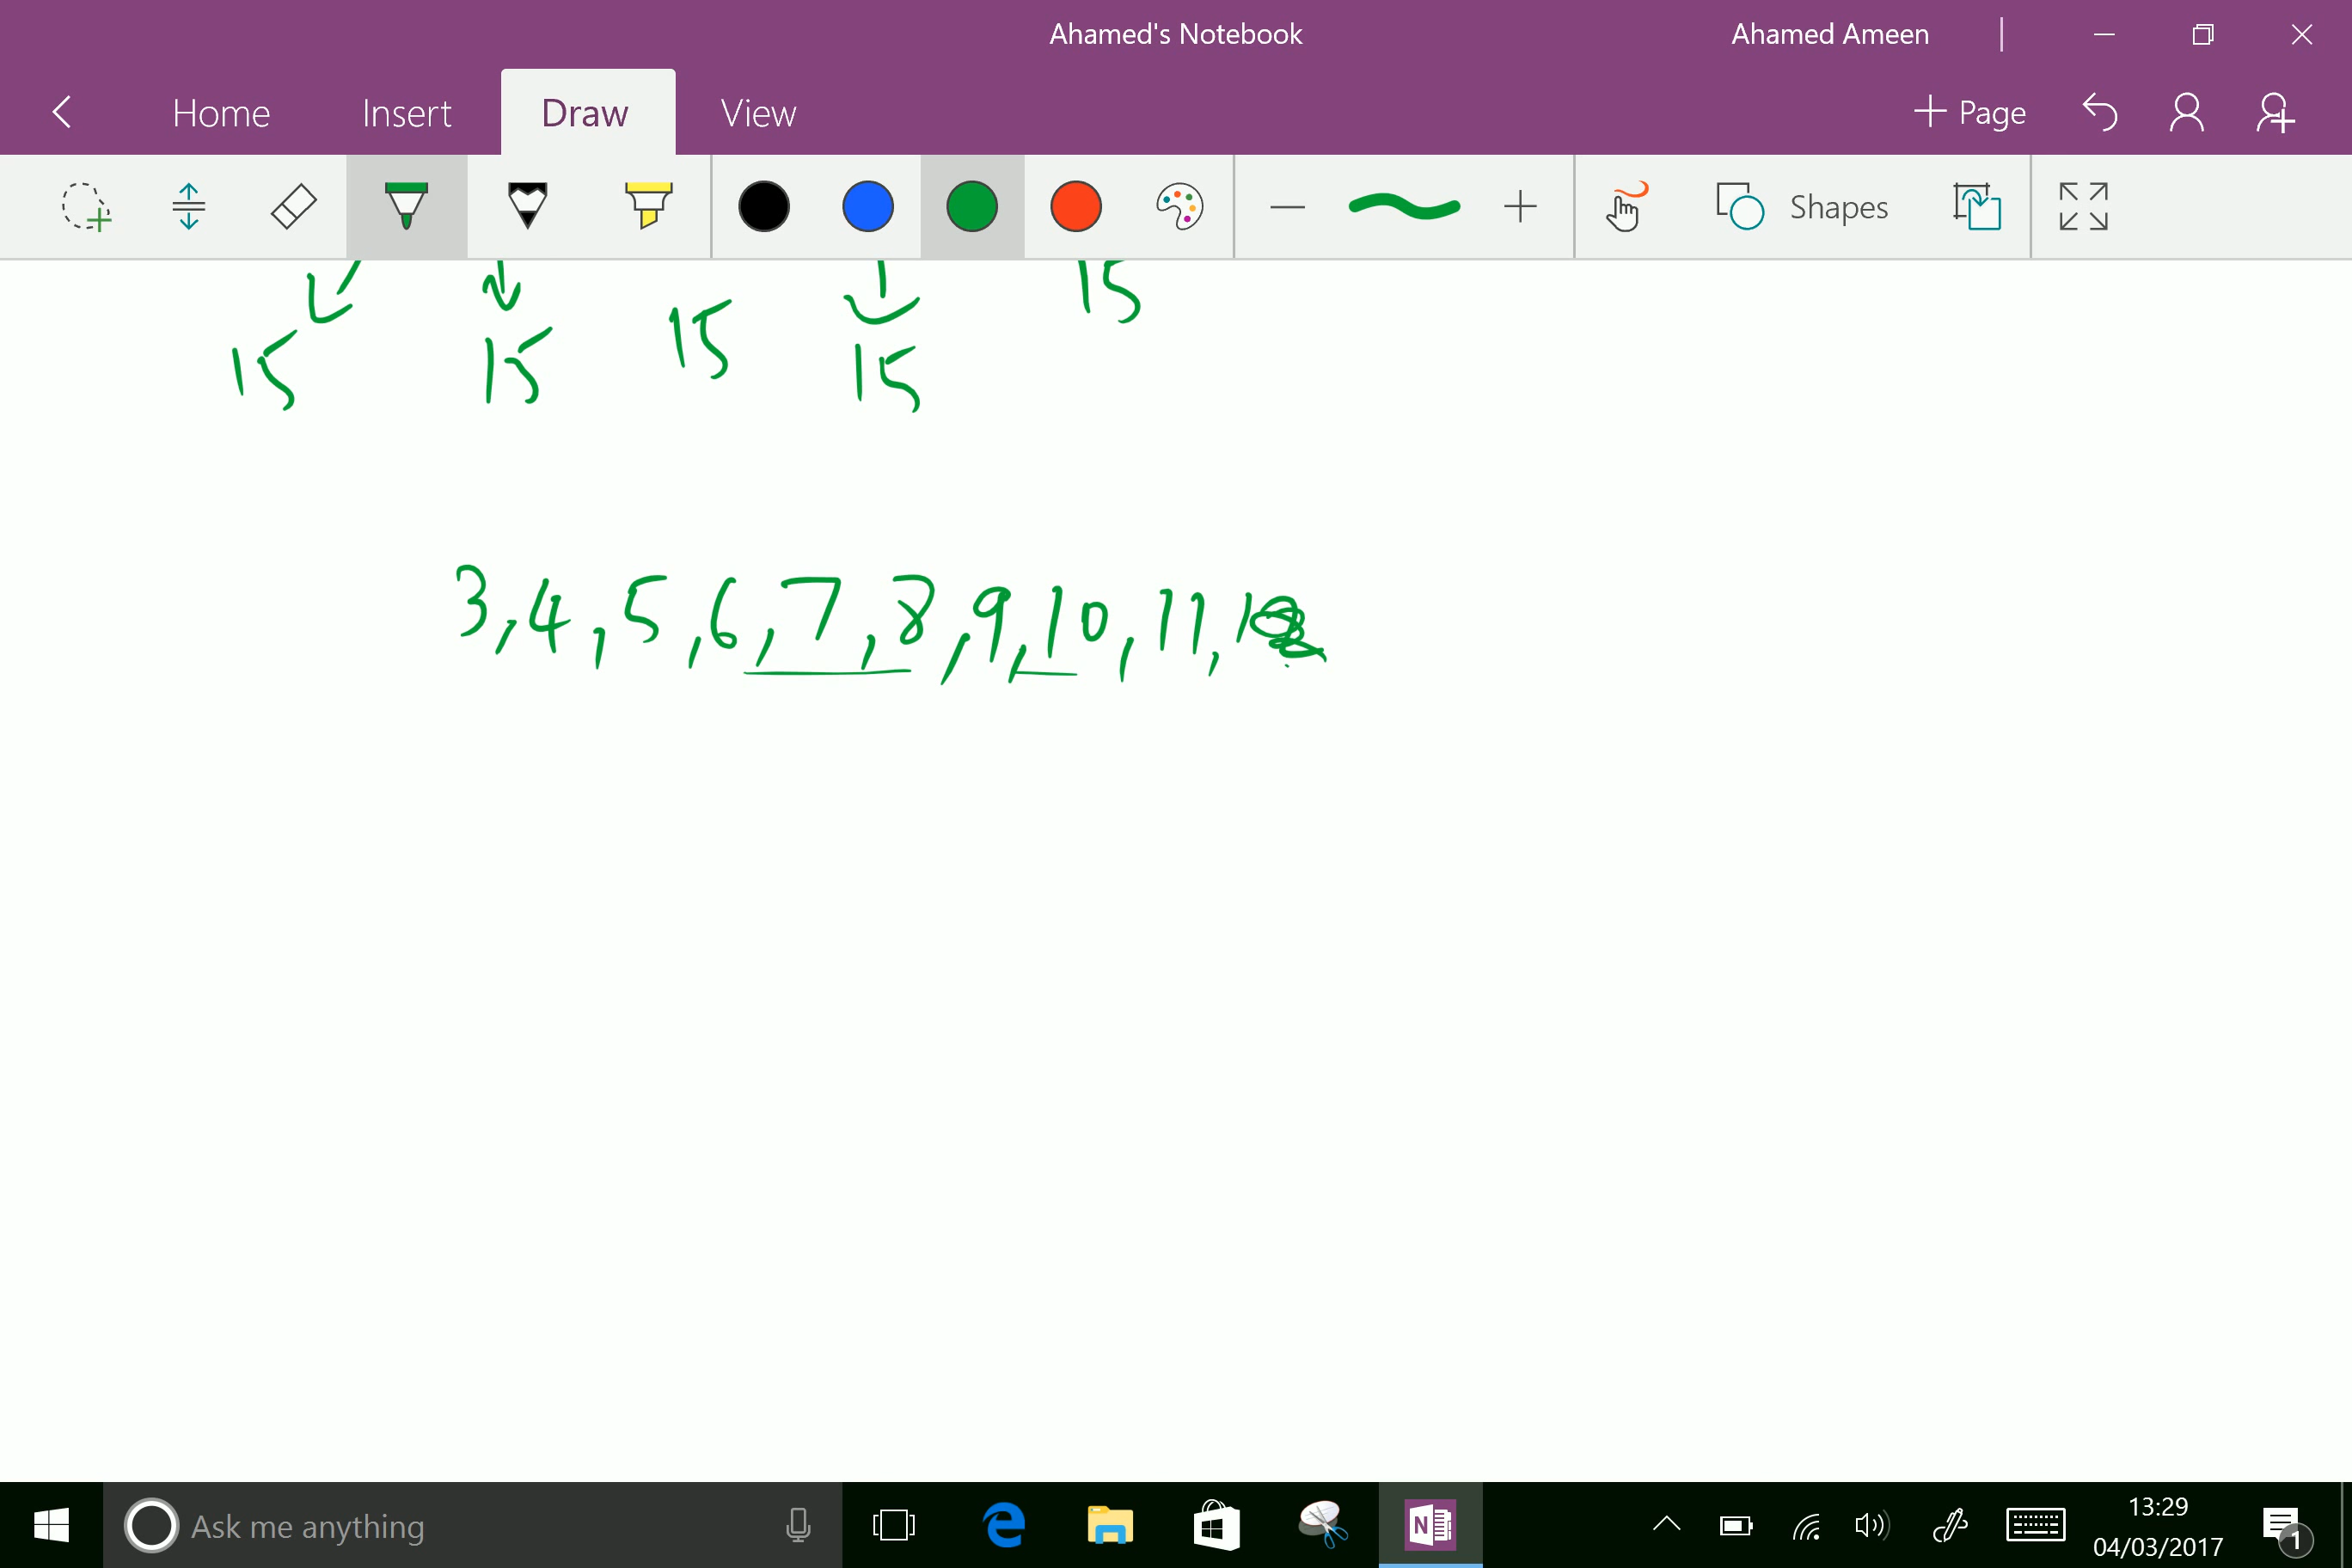 Ahamed's Notebook
Ahamed Ameen
Home Insert Draw View
Page
Shapes
15 15 15 15 15
3,4,5,6,7,8,9,10,11,
Ask me anything
N
13:29
04/03/2017
1